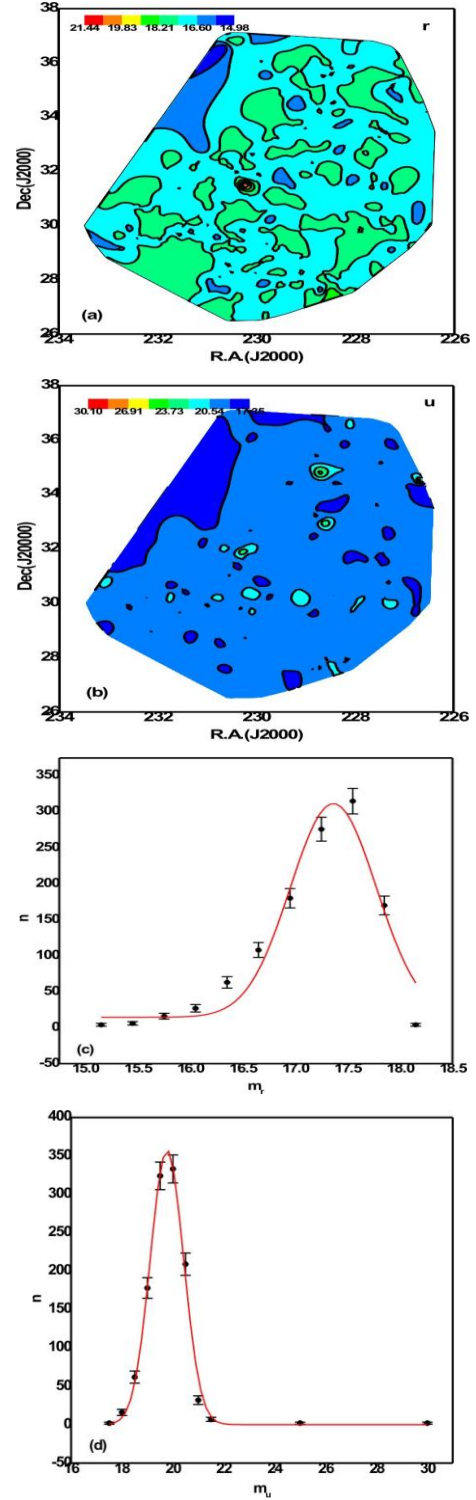 38
21.44 19.83 18.21 16.60 14.98
r
36
34
32
30
28
26
Dec(J2000)
(a)
234 232 230 228 226
R.A.(J2000)
38
30.10 26.91 23.73 20.54 17.35
u
36
34
32
30
28
26
Dec(J20000)
(b)
234 232 230 228 226
R.A.(J2000)
350
300
250
200
150
100
50
0
-50
n
(c)
15.0 15.5 16.0 16.5 17.0 17.5 18.0 18.5
m_r
400
350
300
250
200
150
100
50
0
-50
n
(d)
16 18 20 22 24 26 28 30
m_u